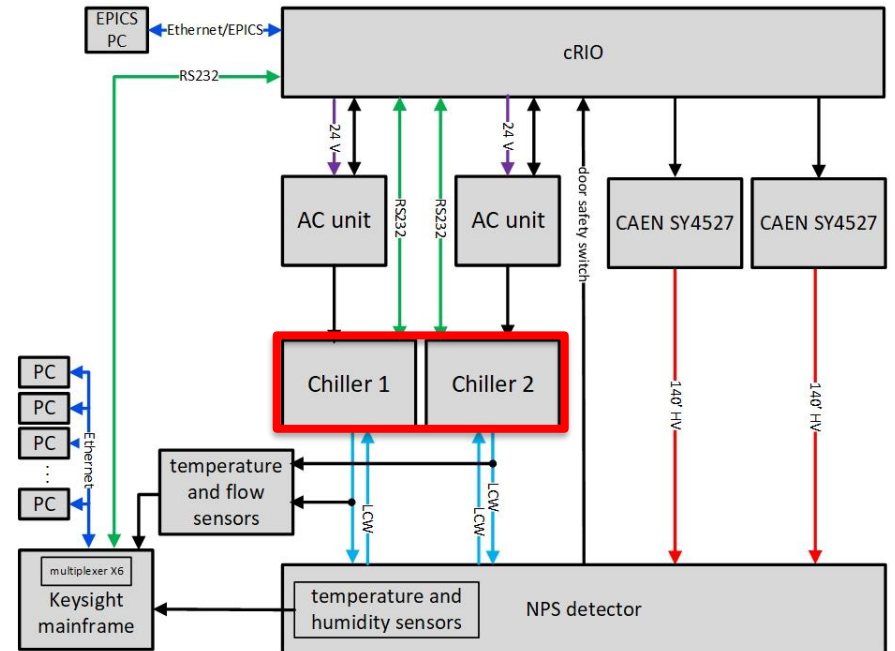 EPICS
PC
Ethernet/EPICS
cRIO
RS232
24 V
RS232
RS232
24 V
door safety switch
AC unit
AC unit
CAEN SY4527
CAEN SY4527
Chiller 1
Chiller 2
140' HV
140' HV
PC
PC
PC
...
PC
Ethernet
temperature
and flow
sensors
LCW
LCW
LCW
multiplexer X6
Keysight
mainframe
temperature and
humidity sensors
NPS detector